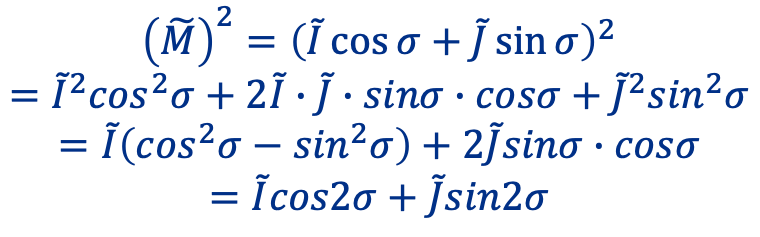 (M̃)² = (Ĩ cos σ + J̃ sin σ)²
= Ĩ²cos²σ + 2Ĩ · J̃ · sinσ · cosσ + J̃²sin²σ
= Ĩ(cos²σ − sin²σ) + 2J̃sinσ · cosσ
= Ĩcos2σ + J̃sin2σ